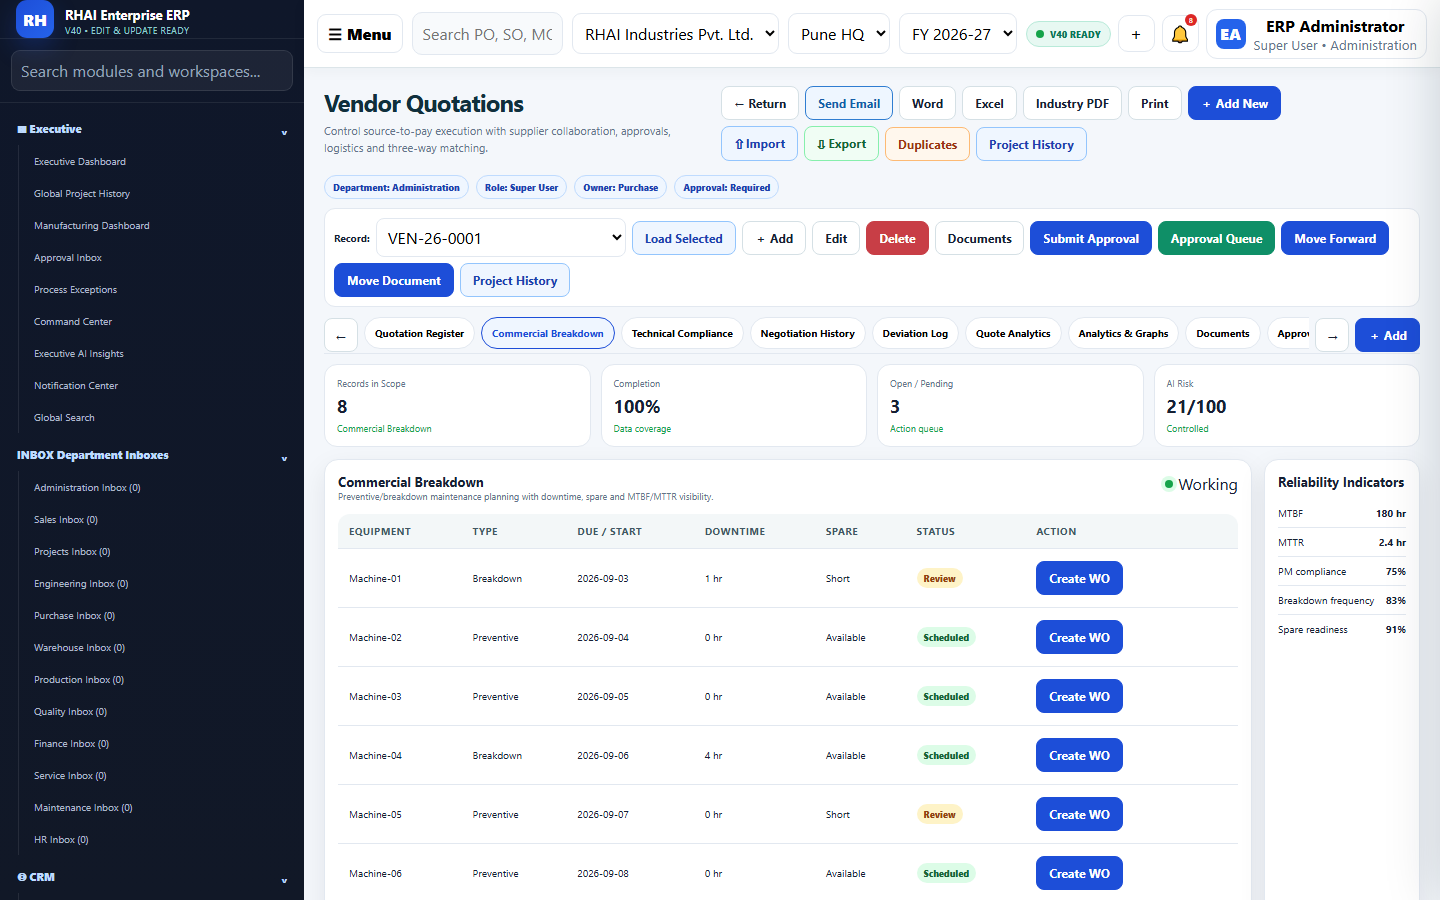 RH
RHAI Enterprise ERP
V40 • EDIT & UPDATE READY
Search modules and workspaces...
Executive
Executive Dashboard
Global Project History
Manufacturing Dashboard
Approval Inbox
Process Exceptions
Command Center
Executive AI Insights
Notification Center
Global Search
INBOX Department Inboxes
Administration Inbox (0)
Sales Inbox (0)
Projects Inbox (0)
Engineering Inbox (0)
Purchase Inbox (0)
Warehouse Inbox (0)
Production Inbox (0)
Quality Inbox (0)
Finance Inbox (0)
Service Inbox (0)
Maintenance Inbox (0)
HR Inbox (0)
CRM
☰ Menu
Search PO, SO, MC
RHAI Industries Pvt. Ltd.
Pune HQ
FY 2026-27
V40 READY
+
8
EA
ERP Administrator
Super User • Administration
Vendor Quotations
Control source-to-pay execution with supplier collaboration, approvals,
logistics and three-way matching.
← Return
Send Email
Word
Excel
Industry PDF
Print
+ Add New
⇧ Import
⇩ Export
Duplicates
Project History
Department: Administration
Role: Super User
Owner: Purchase
Approval: Required
Record:
VEN-26-0001
Load Selected
+ Add
Edit
Delete
Documents
Submit Approval
Approval Queue
Move Forward
Move Document
Project History
←
Quotation Register
Commercial Breakdown
Technical Compliance
Negotiation History
Deviation Log
Quote Analytics
Analytics & Graphs
Documents
Approv
→
+ Add
Records in Scope
8
Commercial Breakdown
Completion
100%
Data coverage
Open / Pending
3
Action queue
AI Risk
21/100
Controlled
Commercial Breakdown
Preventive/breakdown maintenance planning with downtime, spare and MTBF/MTTR visibility.
Working
EQUIPMENT TYPE DUE / START DOWNTIME SPARE STATUS ACTION
Machine-01 Breakdown 2026-09-03 1 hr Short Review Create WO
Machine-02 Preventive 2026-09-04 0 hr Available Scheduled Create WO
Machine-03 Preventive 2026-09-05 0 hr Available Scheduled Create WO
Machine-04 Breakdown 2026-09-06 4 hr Available Scheduled Create WO
Machine-05 Preventive 2026-09-07 0 hr Short Review Create WO
Machine-06 Preventive 2026-09-08 0 hr Available Scheduled Create WO
Reliability Indicators
MTBF 180 hr
MTTR 2.4 hr
PM compliance 75%
Breakdown frequency 83%
Spare readiness 91%